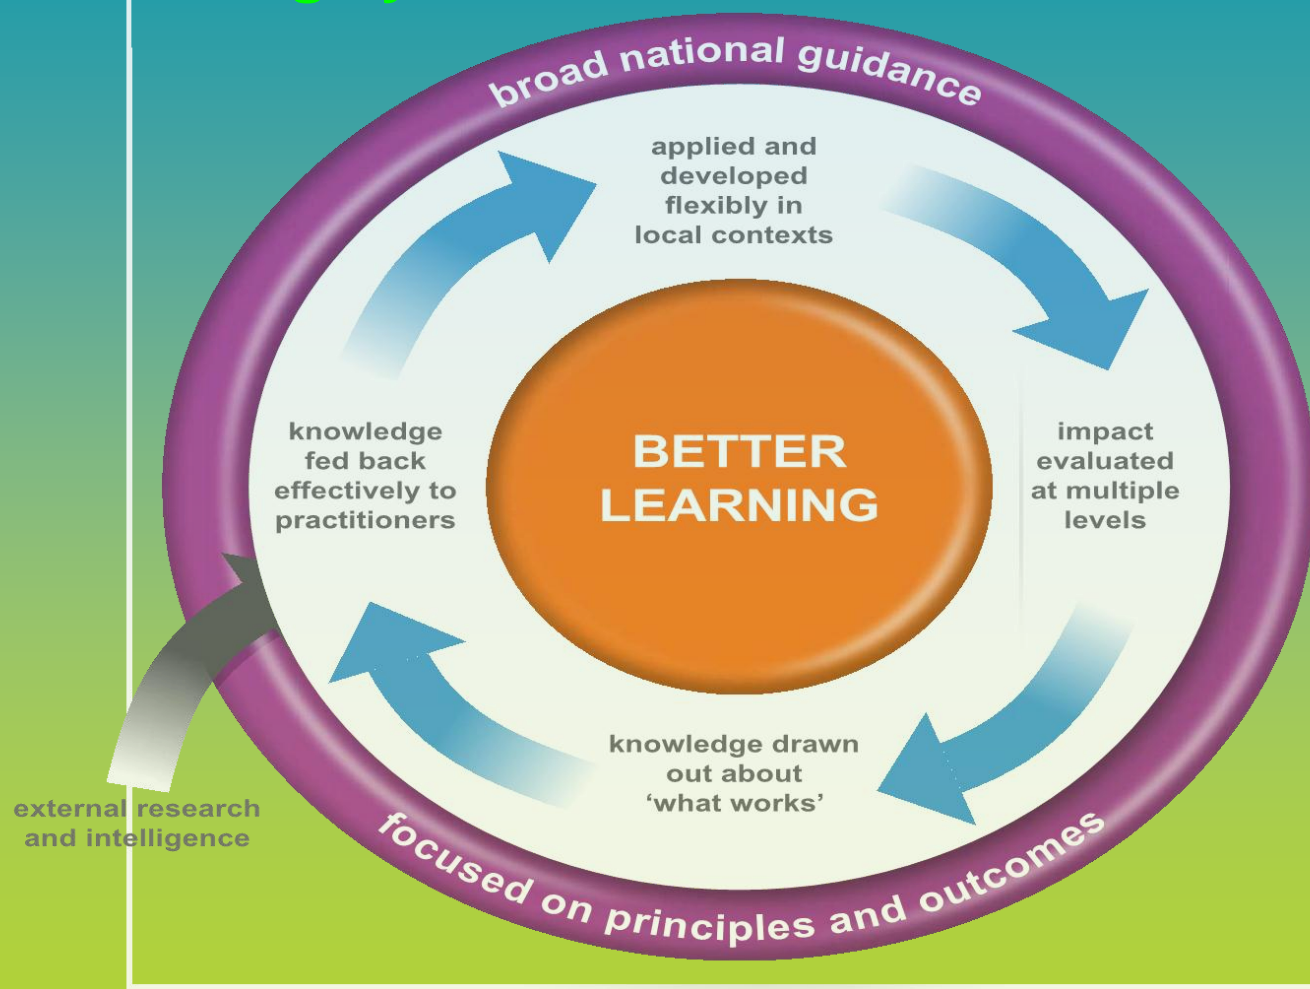 broad national guidance
applied and
developed
flexibly in
local contexts
knowledge
fed back
effectively to
practitioners
BETTER
LEARNING
impact
evaluated
at multiple
levels
knowledge drawn
out about
‘what works’
external research
and intelligence
focused on principles and outcomes